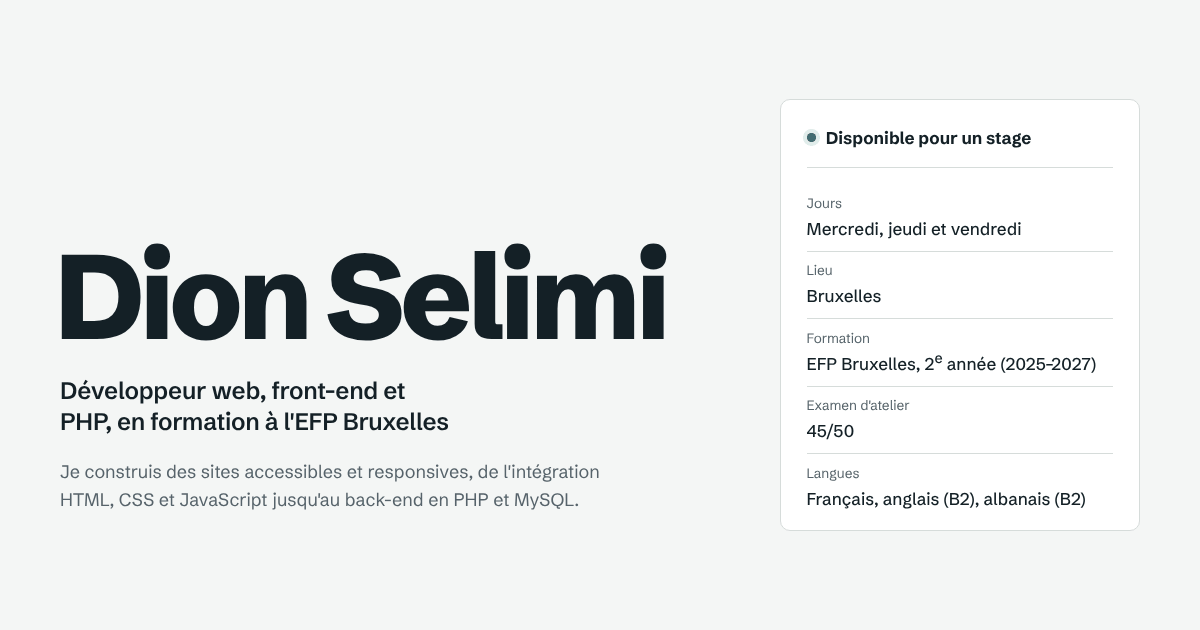 Dion Selimi
Développeur web, front-end et
PHP, en formation à l'EFP Bruxelles
Je construis des sites accessibles et responsives, de l'intégration
HTML, CSS et JavaScript jusqu'au back-end en PHP et MySQL.
Disponible pour un stage
Jours
Mercredi, jeudi et vendredi
Lieu
Bruxelles
Formation
EFP Bruxelles, 2e année (2025–2027)
Examen d'atelier
45/50
Langues
Français, anglais (B2), albanais (B2)